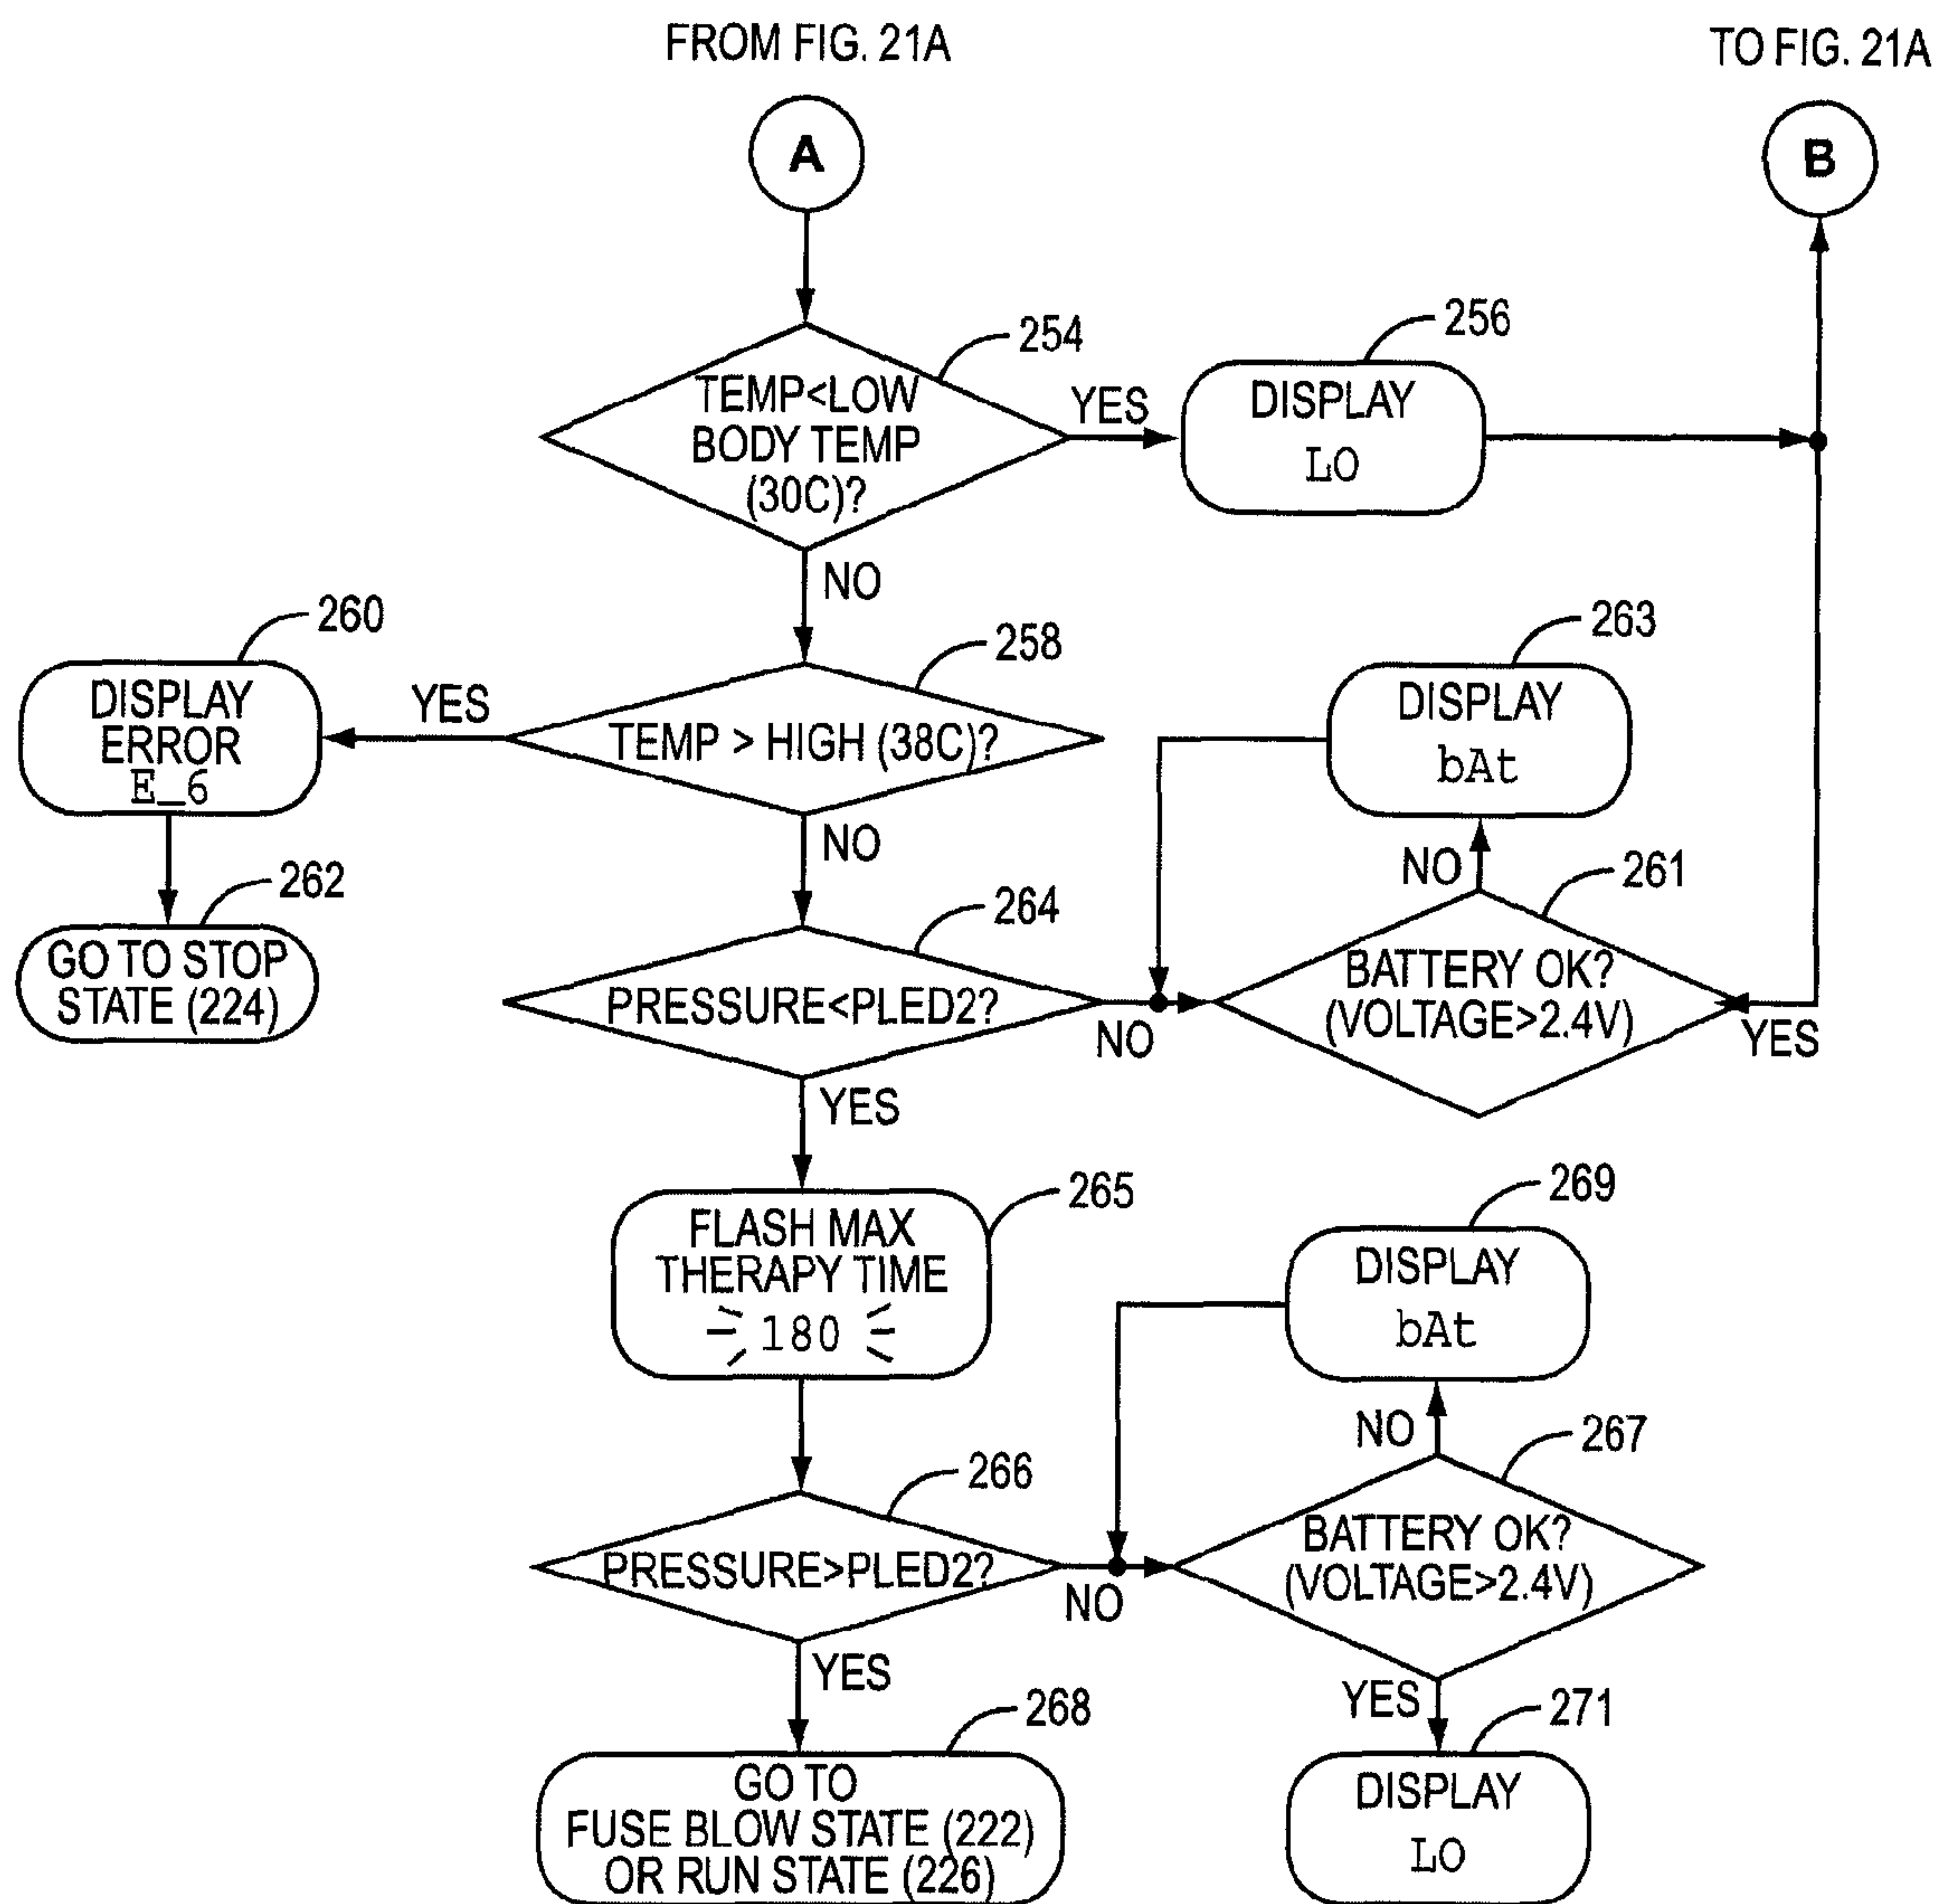 FROM FIG. 21A
TO FIG. 21A
A
B
254
TEMP<LOW
BODY TEMP
(30C)?
YES
256
DISPLAY
LO
NO
260
DISPLAY
ERROR
E_6
YES
258
TEMP > HIGH (38C)?
263
DISPLAY
bAt
NO
262
GO TO STOP
STATE (224)
264
PRESSURE<PLED2?
NO
NO
261
BATTERY OK?
(VOLTAGE>2.4V)
YES
YES
265
FLASH MAX
THERAPY TIME
180
269
DISPLAY
bAt
266
PRESSURE>PLED2?
NO
NO
267
BATTERY OK?
(VOLTAGE>2.4V)
YES
YES
268
GO TO
FUSE BLOW STATE (222)
OR RUN STATE (226)
271
DISPLAY
LO